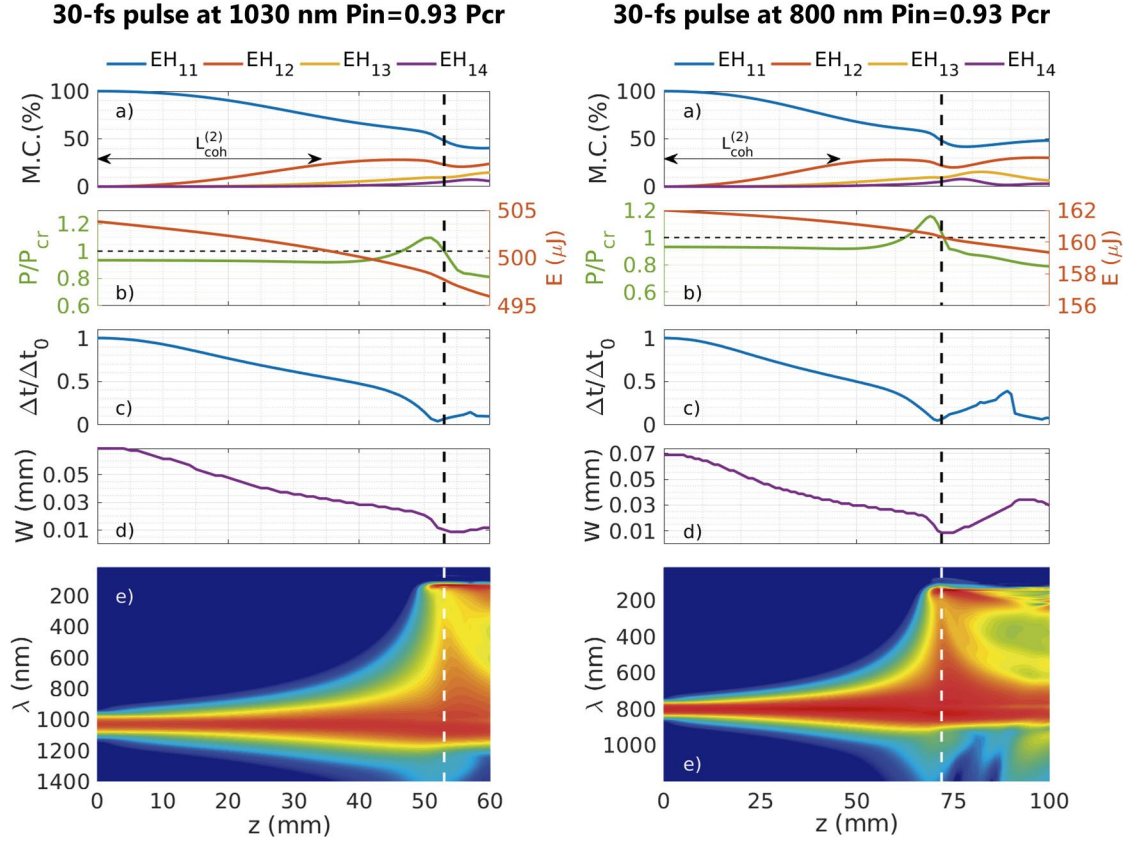 30-fs pulse at 1030 nm Pin=0.93 Pcr
EH11 EH12 EH13 EH14
100
50
0
M.C.(%)
a)
L(2)coh
1.2
1
0.8
0.6
P/Pcr
b)
505
500
495
E (μJ)
1
0.5
0
Δt/Δt0
c)
0.05
0.03
0.01
W (mm)
d)
200
400
600
800
1000
1200
1400
λ (nm)
e)
0 20 40 60
z (mm)
30-fs pulse at 800 nm Pin=0.93 Pcr
EH11 EH12 EH13 EH14
100
50
0
M.C.(%)
a)
L(2)coh
1.2
1
0.8
0.6
P/Pcr
b)
162
160
158
156
E (μJ)
1
0.5
0
Δt/Δt0
c)
0.07
0.05
0.03
0.01
W (mm)
d)
200
400
600
800
1000
λ (nm)
e)
0 25 50 75 100
z (mm)